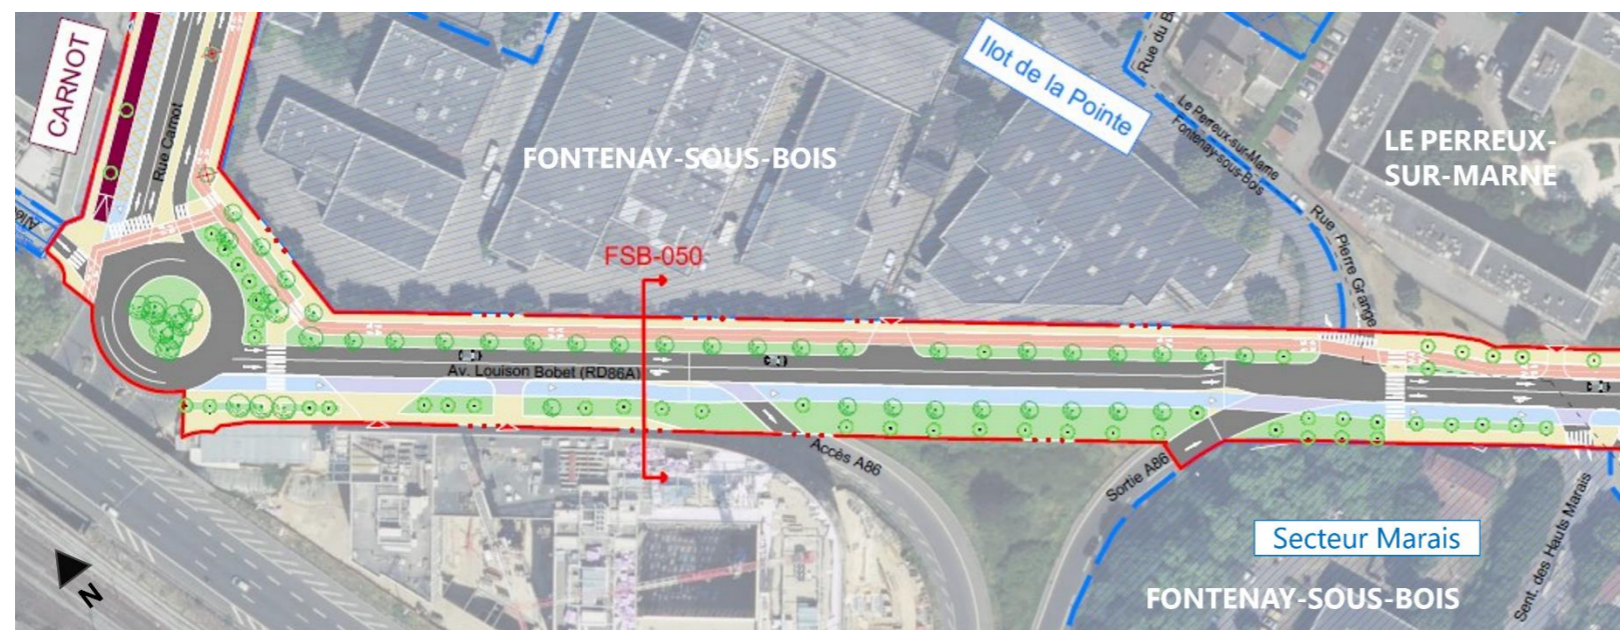 CARNOT
Rue Carnot
Ilot de la Pointe
Rue du B
Le Perreux-sur-Marne
Fontenay-sous-Bois
LE PERREUX-
SUR-MARNE
FONTENAY-SOUS-BOIS
Rue Pierre Grange
FSB-050
Av. Louison Bobet (RD86A)
Accès A86
Sortie A86
Sent. des Hauts Marais
Secteur Marais
FONTENAY-SOUS-BOIS
N